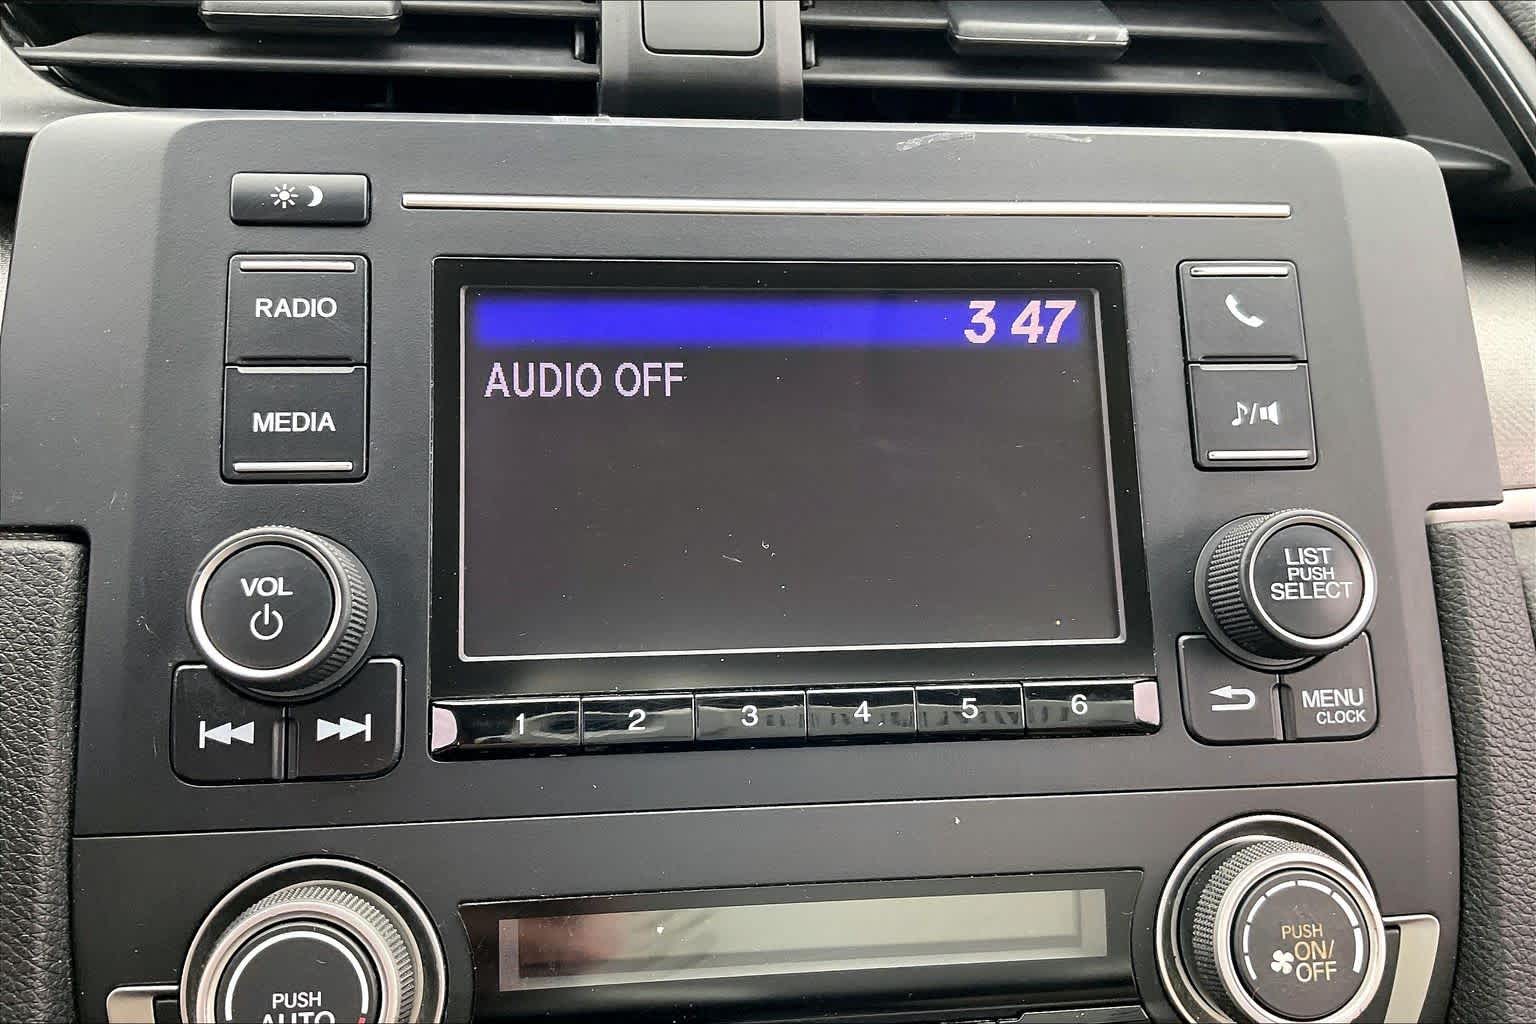 RADIO
3 47
AUDIO OFF
MEDIA
VOL
LIST
PUSH
SELECT
1 2 3 4 5 6
MENU
CLOCK
PUSH
ON/
OFF
PUSH
AUTO